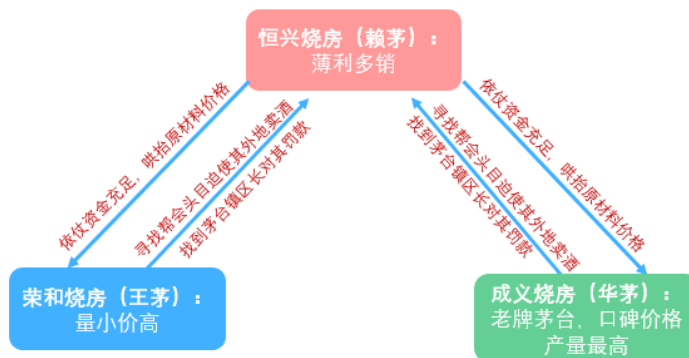 恒兴烧房（赖茅）：
薄利多销
依仗资金充足，哄抬原材料价格
寻找帮会头目迫使其外地卖酒
找到茅台镇区长对其罚款
依仗资金充足，哄抬原材料价格
寻找帮会头目迫使其外地卖酒
找到茅台镇区长对其罚款
荣和烧房（王茅）：
量小价高
成义烧房（华茅）：
老牌茅台，口碑价格
产量最高